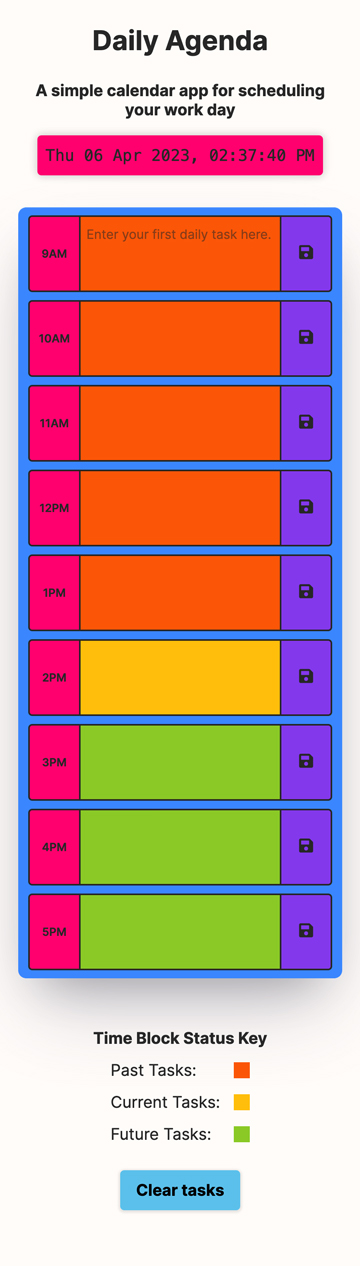 Daily Agenda
A simple calendar app for scheduling
your work day
Thu 06 Apr 2023, 02:37:40 PM
9AM
Enter your first daily task here.
10AM
11AM
12PM
1PM
2PM
3PM
4PM
5PM
Time Block Status Key
Past Tasks:
Current Tasks:
Future Tasks:
Clear tasks